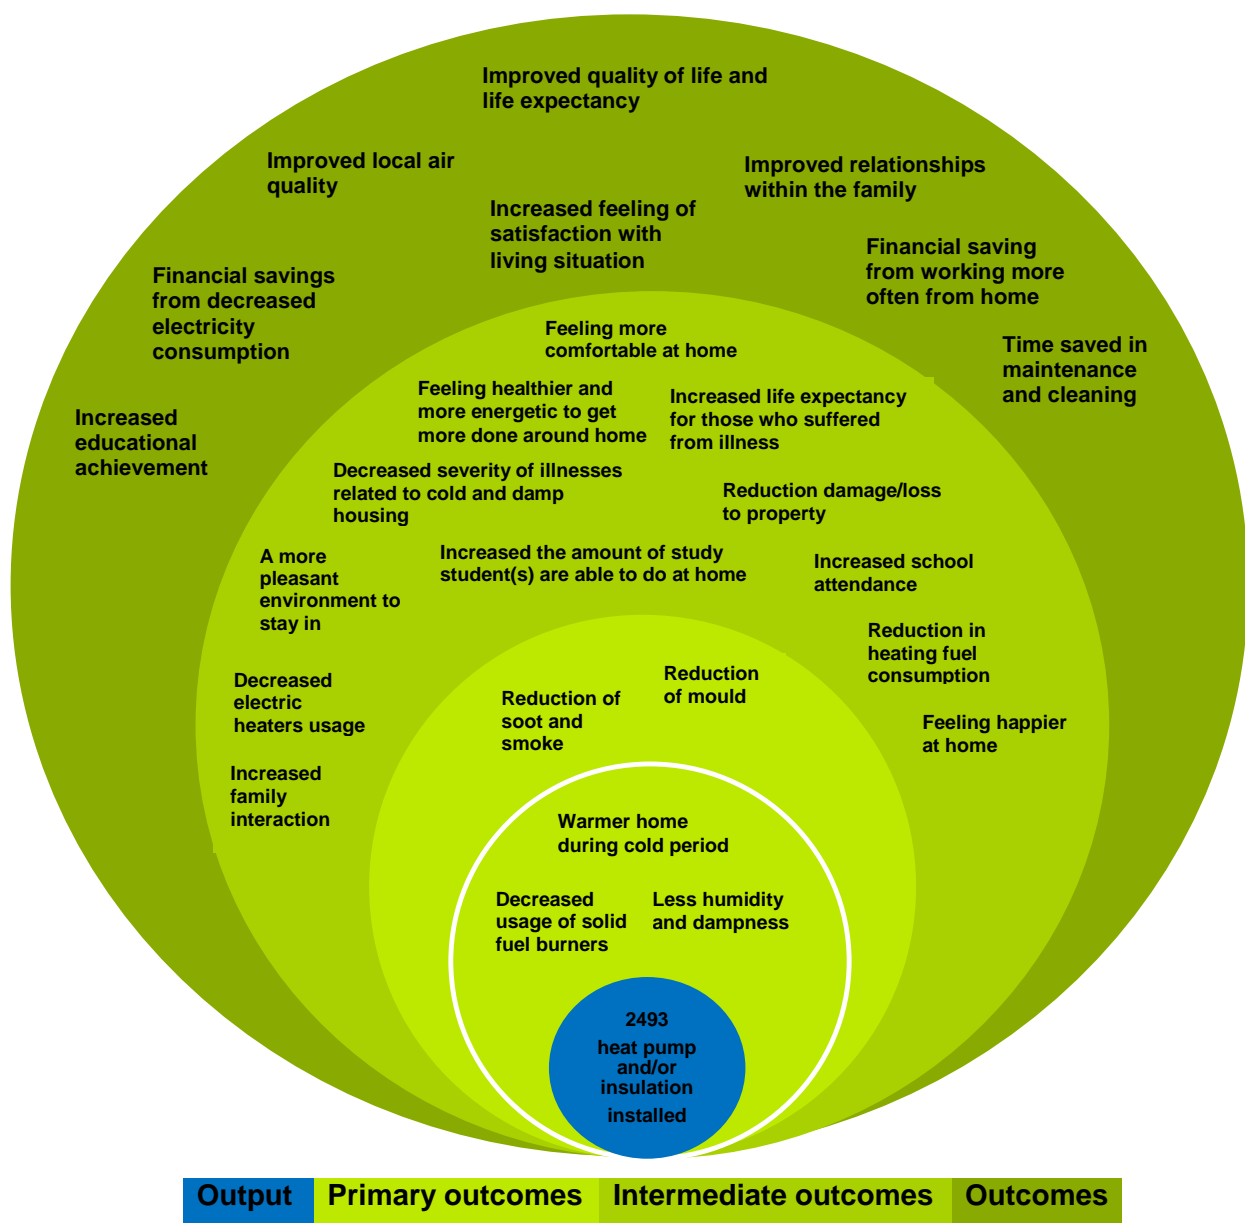 Improved quality of life and
life expectancy
Improved local air
quality
Improved relationships
within the family
Increased feeling of
satisfaction with
living situation
Financial saving
from working more
often from home
Financial savings
from decreased
electricity
consumption
Time saved in
maintenance
and cleaning
Increased
educational
achievement
Feeling more
comfortable at home
Feeling healthier and
more energetic to get
more done around home
Increased life expectancy
for those who suffered
from illness
Decreased severity of illnesses
related to cold and damp
housing
Reduction damage/loss
to property
A more
pleasant
environment to
stay in
Increased the amount of study
student(s) are able to do at home
Increased school
attendance
Reduction in
heating fuel
consumption
Decreased
electric
heaters usage
Feeling happier
at home
Increased
family
interaction
Reduction of
soot and
smoke
Reduction
of mould
Warmer home
during cold period
Decreased
usage of solid
fuel burners
Less humidity
and dampness
2493
heat pump
and/or
insulation
installed
Output
Primary outcomes
Intermediate outcomes
Outcomes